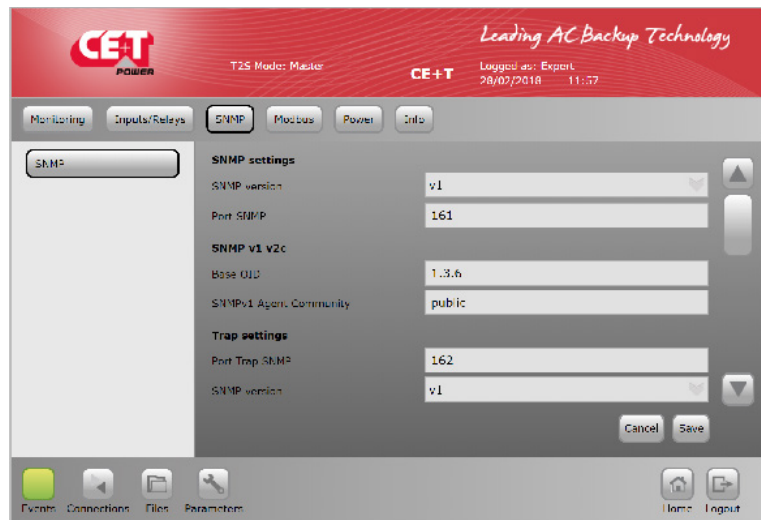 CE+T
POWER
Leading AC Backup Technology
T2S Mode: Master
CE+T
Logged as: Expert
28/02/2018 11:57
Monitoring
Inputs/Relays
SNMP
Modbus
Power
Info
SNMP
SNMP settings
SNMP version
v1
Port SNMP
161
SNMP v1 v2c
Base OID
1.3.6
SNMPv1 Agent Community
public
Trap settings
Port Trap SNMP
162
SNMP version
v1
Cancel
Save
Events
Connections
Files
Parameters
Home
Logout